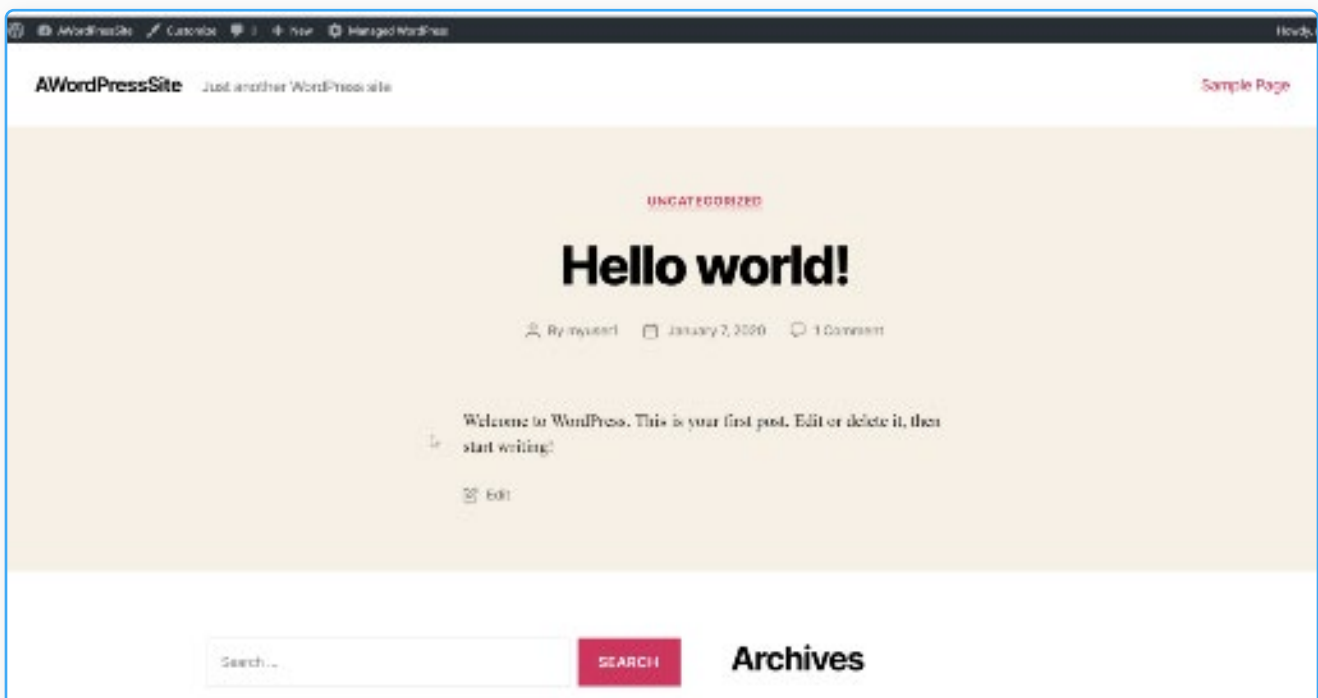 AWordPressSite Customize New Managed WordPress Howdy,
AWordPressSite Just another WordPress site Sample Page
UNCATEGORIZED
Hello world!
By myuser1 January 7, 2020 1 Comment
Welcome to WordPress. This is your first post. Edit or delete it, then
start writing!
Edit
Search ... SEARCH Archives